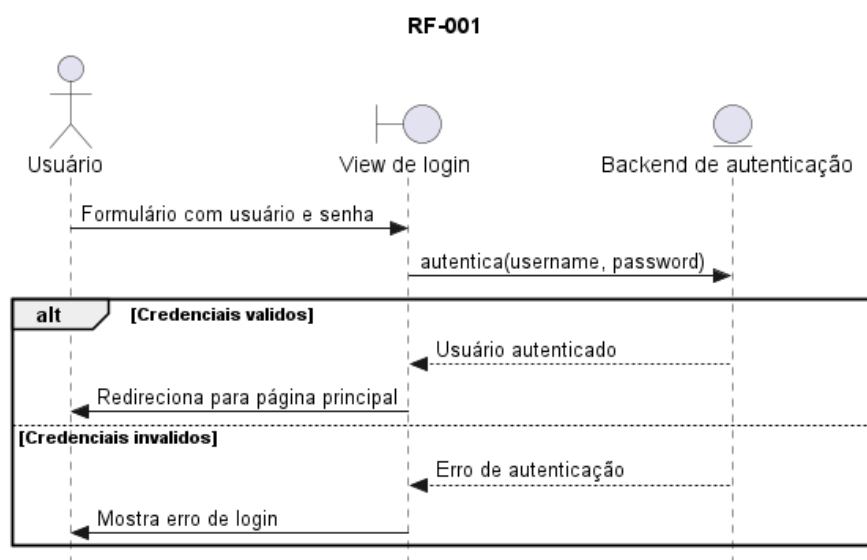 RF-001
Usuário
View de login
Backend de autenticação
Formulário com usuário e senha
autentica(username, password)
alt
[Credenciais validos]
Usuário autenticado
Redireciona para página principal
[Credenciais invalidos]
Erro de autenticação
Mostra erro de login